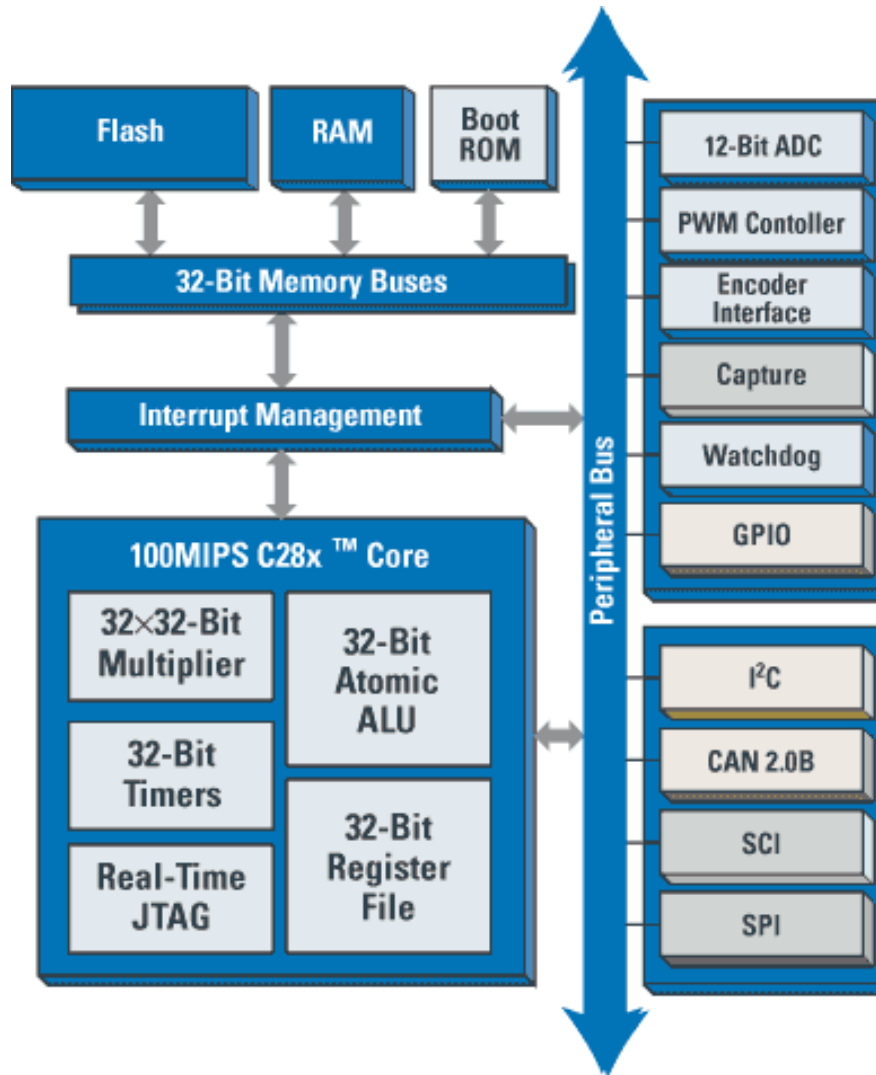 Flash
RAM
Boot
ROM
32-Bit Memory Buses
Interrupt Management
100MIPS C28x ™ Core
32×32-Bit
Multiplier
32-Bit
Timers
Real-Time
JTAG
32-Bit
Atomic
ALU
32-Bit
Register
File
Peripheral Bus
12-Bit ADC
PWM Contoller
Encoder
Interface
Capture
Watchdog
GPIO
I²C
CAN 2.0B
SCI
SPI